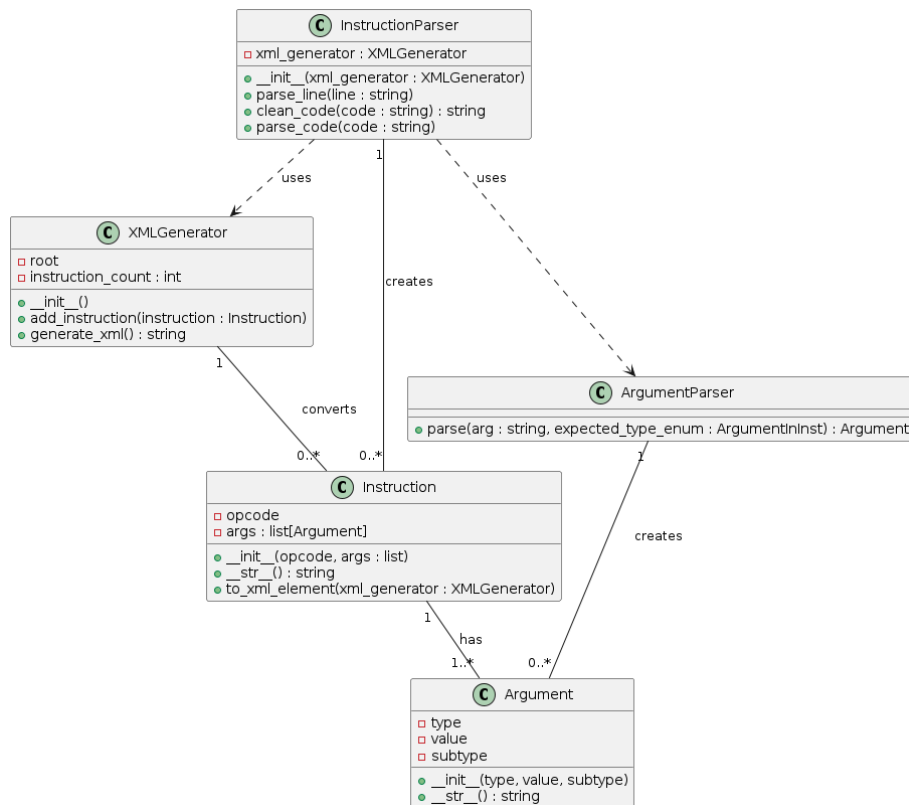 C InstructionParser
xml_generator : XMLGenerator
__init__(xml_generator : XMLGenerator)
parse_line(line : string)
clean_code(code : string) : string
parse_code(code : string)
1
uses
uses
C XMLGenerator
root
instruction_count : int
__init__()
add_instruction(instruction : Instruction)
generate_xml() : string
creates
1
C ArgumentParser
parse(arg : string, expected_type_enum : ArgumentInInst) : Argument
converts
0..*
0..*
1
C Instruction
opcode
args : list[Argument]
__init__(opcode, args : list)
__str__() : string
to_xml_element(xml_generator : XMLGenerator)
creates
1
has
1..*
0..*
C Argument
type
value
subtype
__init__(type, value, subtype)
__str__() : string